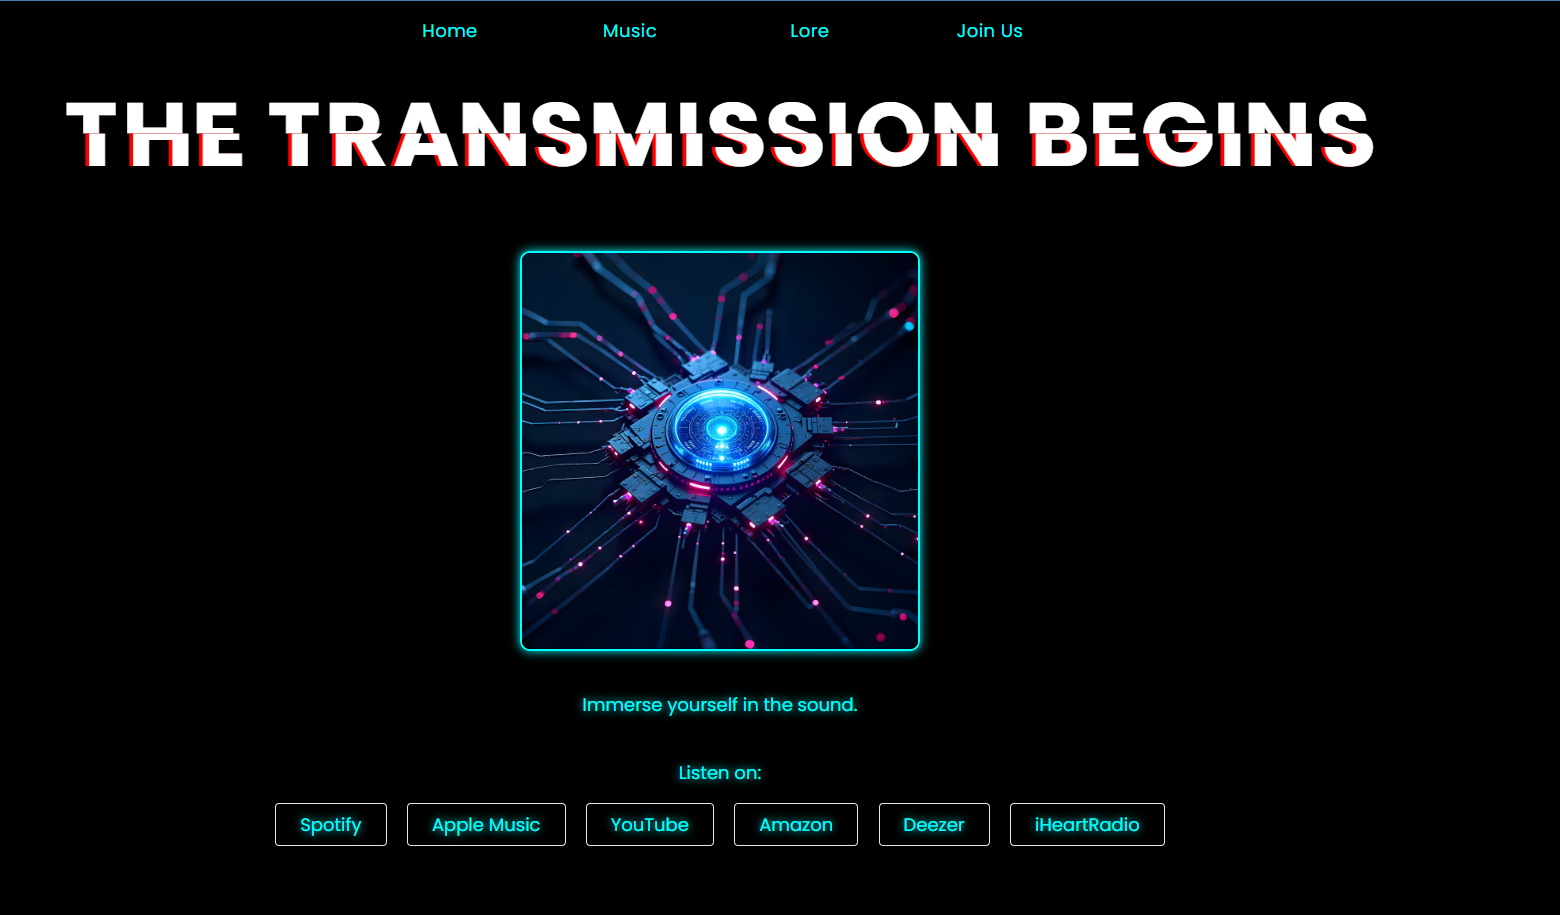 Home Music Lore Join Us
THE TRANSMISSION BEGINS
Immerse yourself in the sound.
Listen on:
Spotify Apple Music YouTube Amazon Deezer iHeartRadio